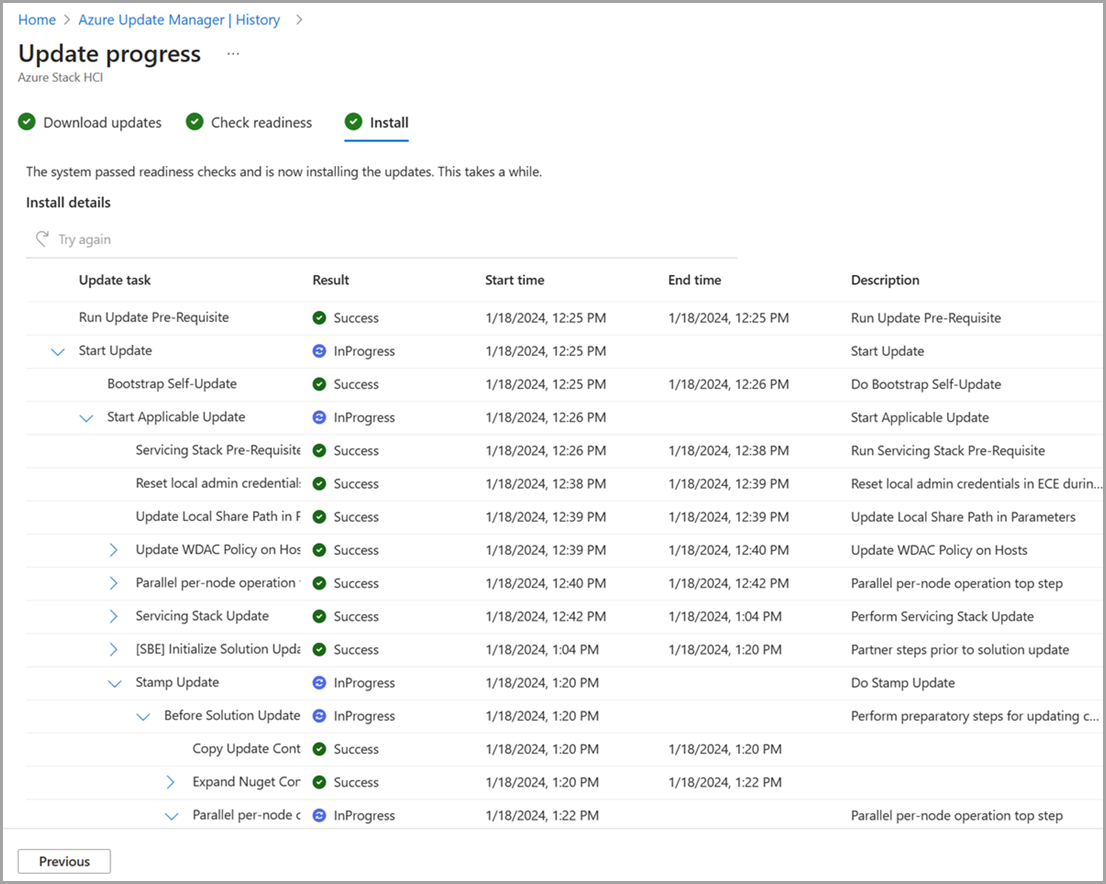 Home > Azure Update Manager | History >
Update progress ...
Azure Stack HCI
Download updates Check readiness Install
The system passed readiness checks and is now installing the updates. This takes a while.
Install details
Try again
Update task Result Start time End time Description
Run Update Pre-Requisite Success 1/18/2024, 12:25 PM 1/18/2024, 12:25 PM Run Update Pre-Requisite
Start Update InProgress 1/18/2024, 12:25 PM Start Update
Bootstrap Self-Update Success 1/18/2024, 12:25 PM 1/18/2024, 12:26 PM Do Bootstrap Self-Update
Start Applicable Update InProgress 1/18/2024, 12:26 PM Start Applicable Update
Servicing Stack Pre-Requisite Success 1/18/2024, 12:26 PM 1/18/2024, 12:38 PM Run Servicing Stack Pre-Requisite
Reset local admin credential Success 1/18/2024, 12:38 PM 1/18/2024, 12:39 PM Reset local admin credentials in ECE durin...
Update Local Share Path in Success 1/18/2024, 12:39 PM 1/18/2024, 12:39 PM Update Local Share Path in Parameters
Update WDAC Policy on Hos Success 1/18/2024, 12:39 PM 1/18/2024, 12:40 PM Update WDAC Policy on Hosts
Parallel per-node operation Success 1/18/2024, 12:40 PM 1/18/2024, 12:42 PM Parallel per-node operation top step
Servicing Stack Update Success 1/18/2024, 12:42 PM 1/18/2024, 1:04 PM Perform Servicing Stack Update
[SBE] Initialize Solution Upda Success 1/18/2024, 1:04 PM 1/18/2024, 1:20 PM Partner steps prior to solution update
Stamp Update InProgress 1/18/2024, 1:20 PM Do Stamp Update
Before Solution Update InProgress 1/18/2024, 1:20 PM Perform preparatory steps for updating c...
Copy Update Cont Success 1/18/2024, 1:20 PM 1/18/2024, 1:20 PM
Expand Nuget Con Success 1/18/2024, 1:20 PM 1/18/2024, 1:22 PM
Parallel per-node InProgress 1/18/2024, 1:22 PM Parallel per-node operation top step
Previous